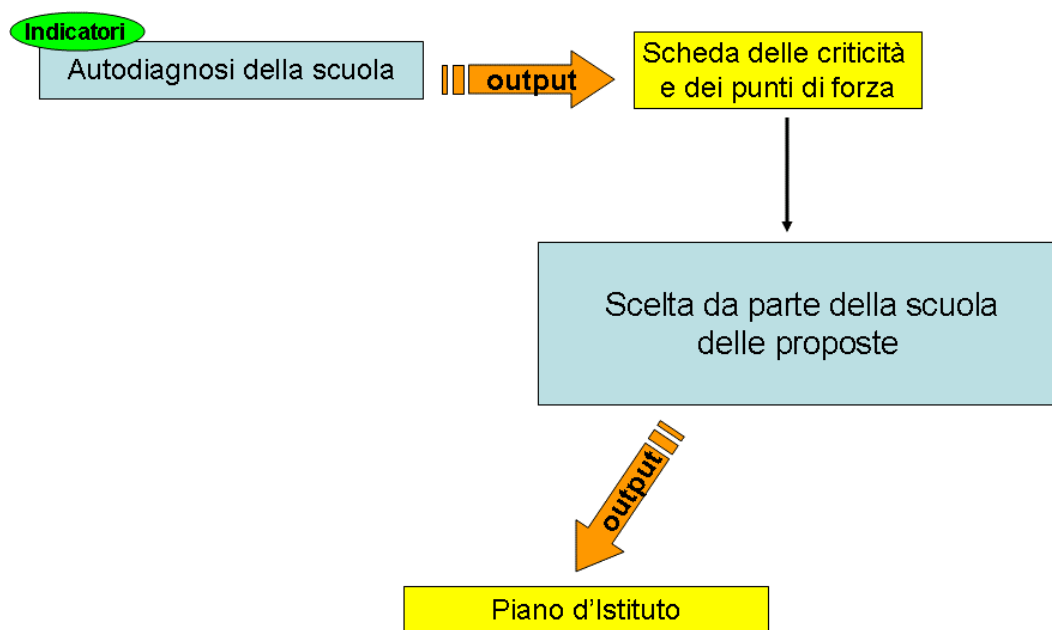 Indicatori
Autodiagnosi della scuola
output
Scheda delle criticità
e dei punti di forza
Scelta da parte della scuola
delle proposte
output
Piano d'Istituto